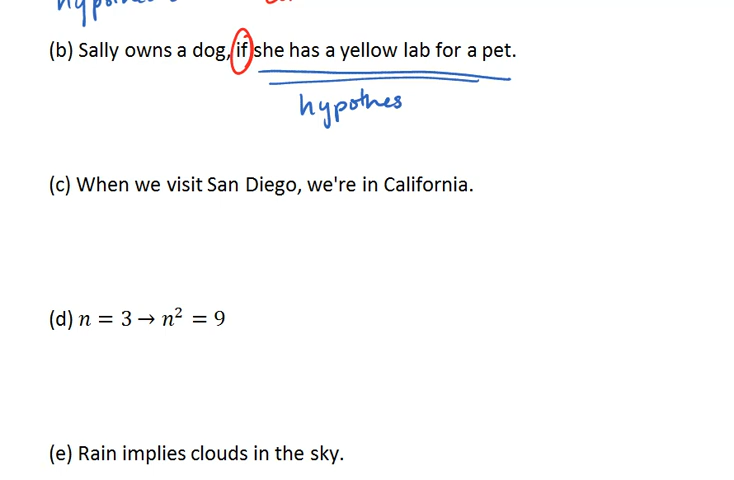 (b) Sally owns a dog, if she has a yellow lab for a pet.
hypothes
(c) When we visit San Diego, we're in California.
(d) n = 3 → n² = 9
(e) Rain implies clouds in the sky.